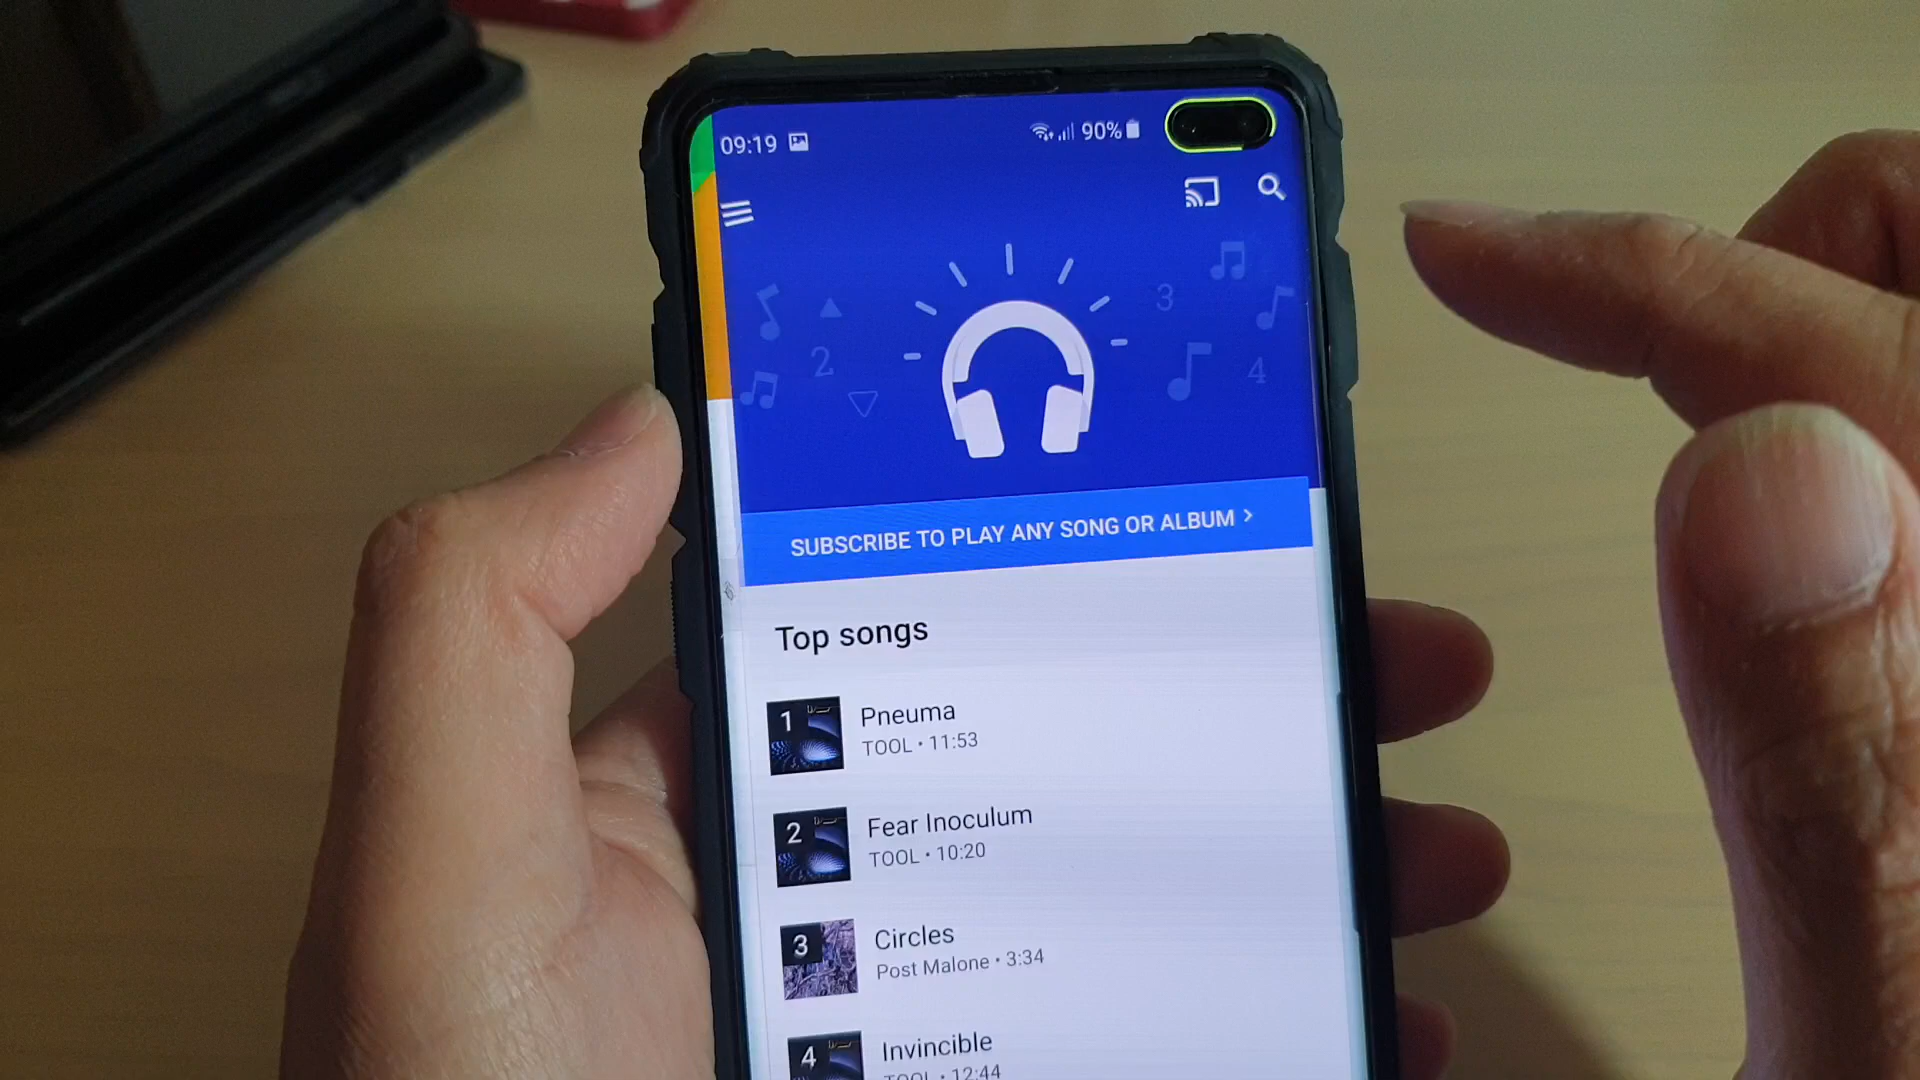 09:19 90%
2 3 4
SUBSCRIBE TO PLAY ANY SONG OR ALBUM >
Top songs
1 Pneuma
TOOL • 11:53
2 Fear Inoculum
TOOL • 10:20
3 Circles
Post Malone • 3:34
4 Invincible
TOOL • 12:44